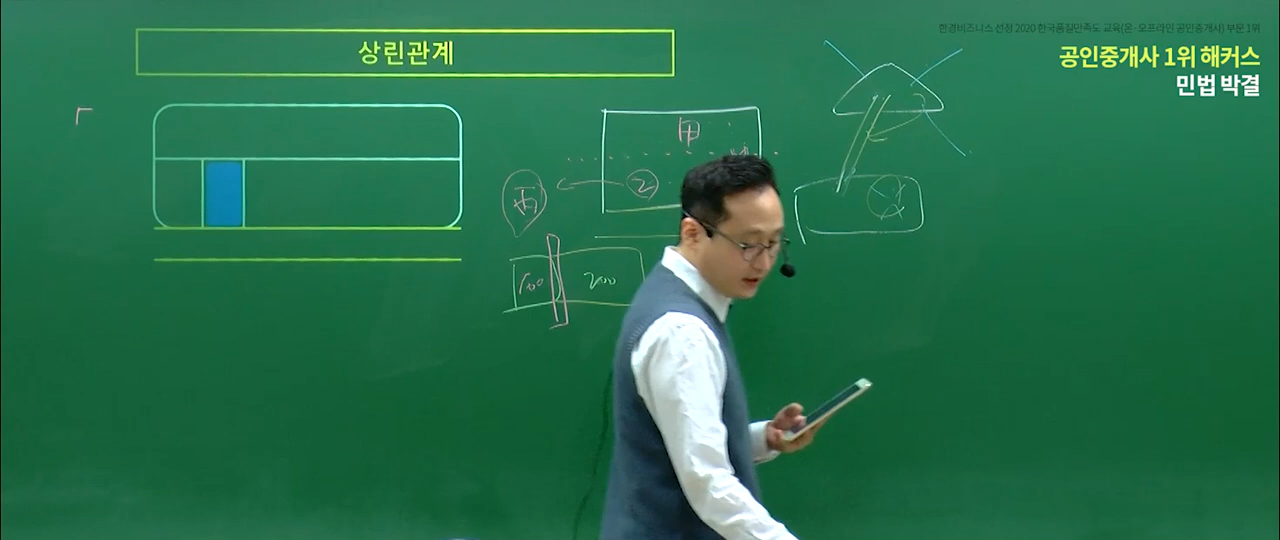 한경비즈니스 선정 2020 한국품질만족도 교육(온·오프라인 공인중개사) 부문 1위
공인중개사 1위 해커스
민법 박결
상린관계
甲
乙
丙
100
200